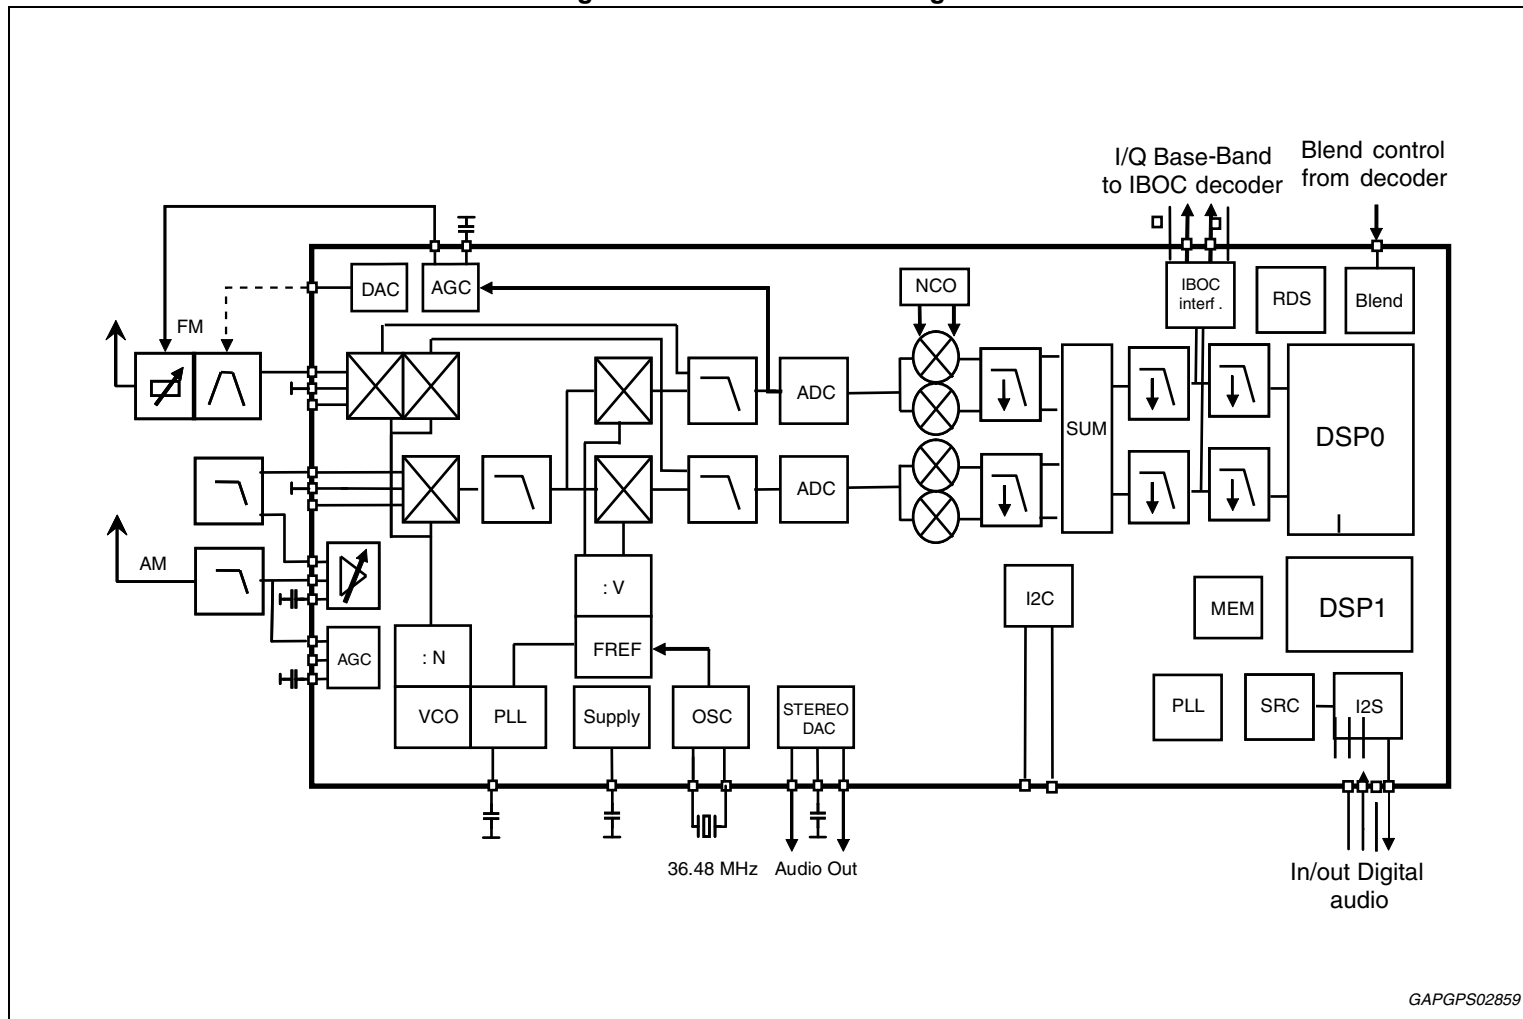 I/Q Base-Band
to IBOC decoder
Blend control
from decoder
DAC
AGC
NCO
IBOC
interf .
RDS
Blend
FM
ADC
SUM
DSP0
ADC
AM
: V
I2C
MEM
DSP1
AGC
: N
FREF
VCO
PLL
Supply
OSC
STEREO
DAC
PLL
SRC
I2S
36.48 MHz
Audio Out
In/out Digital
audio
GAPGPS02859